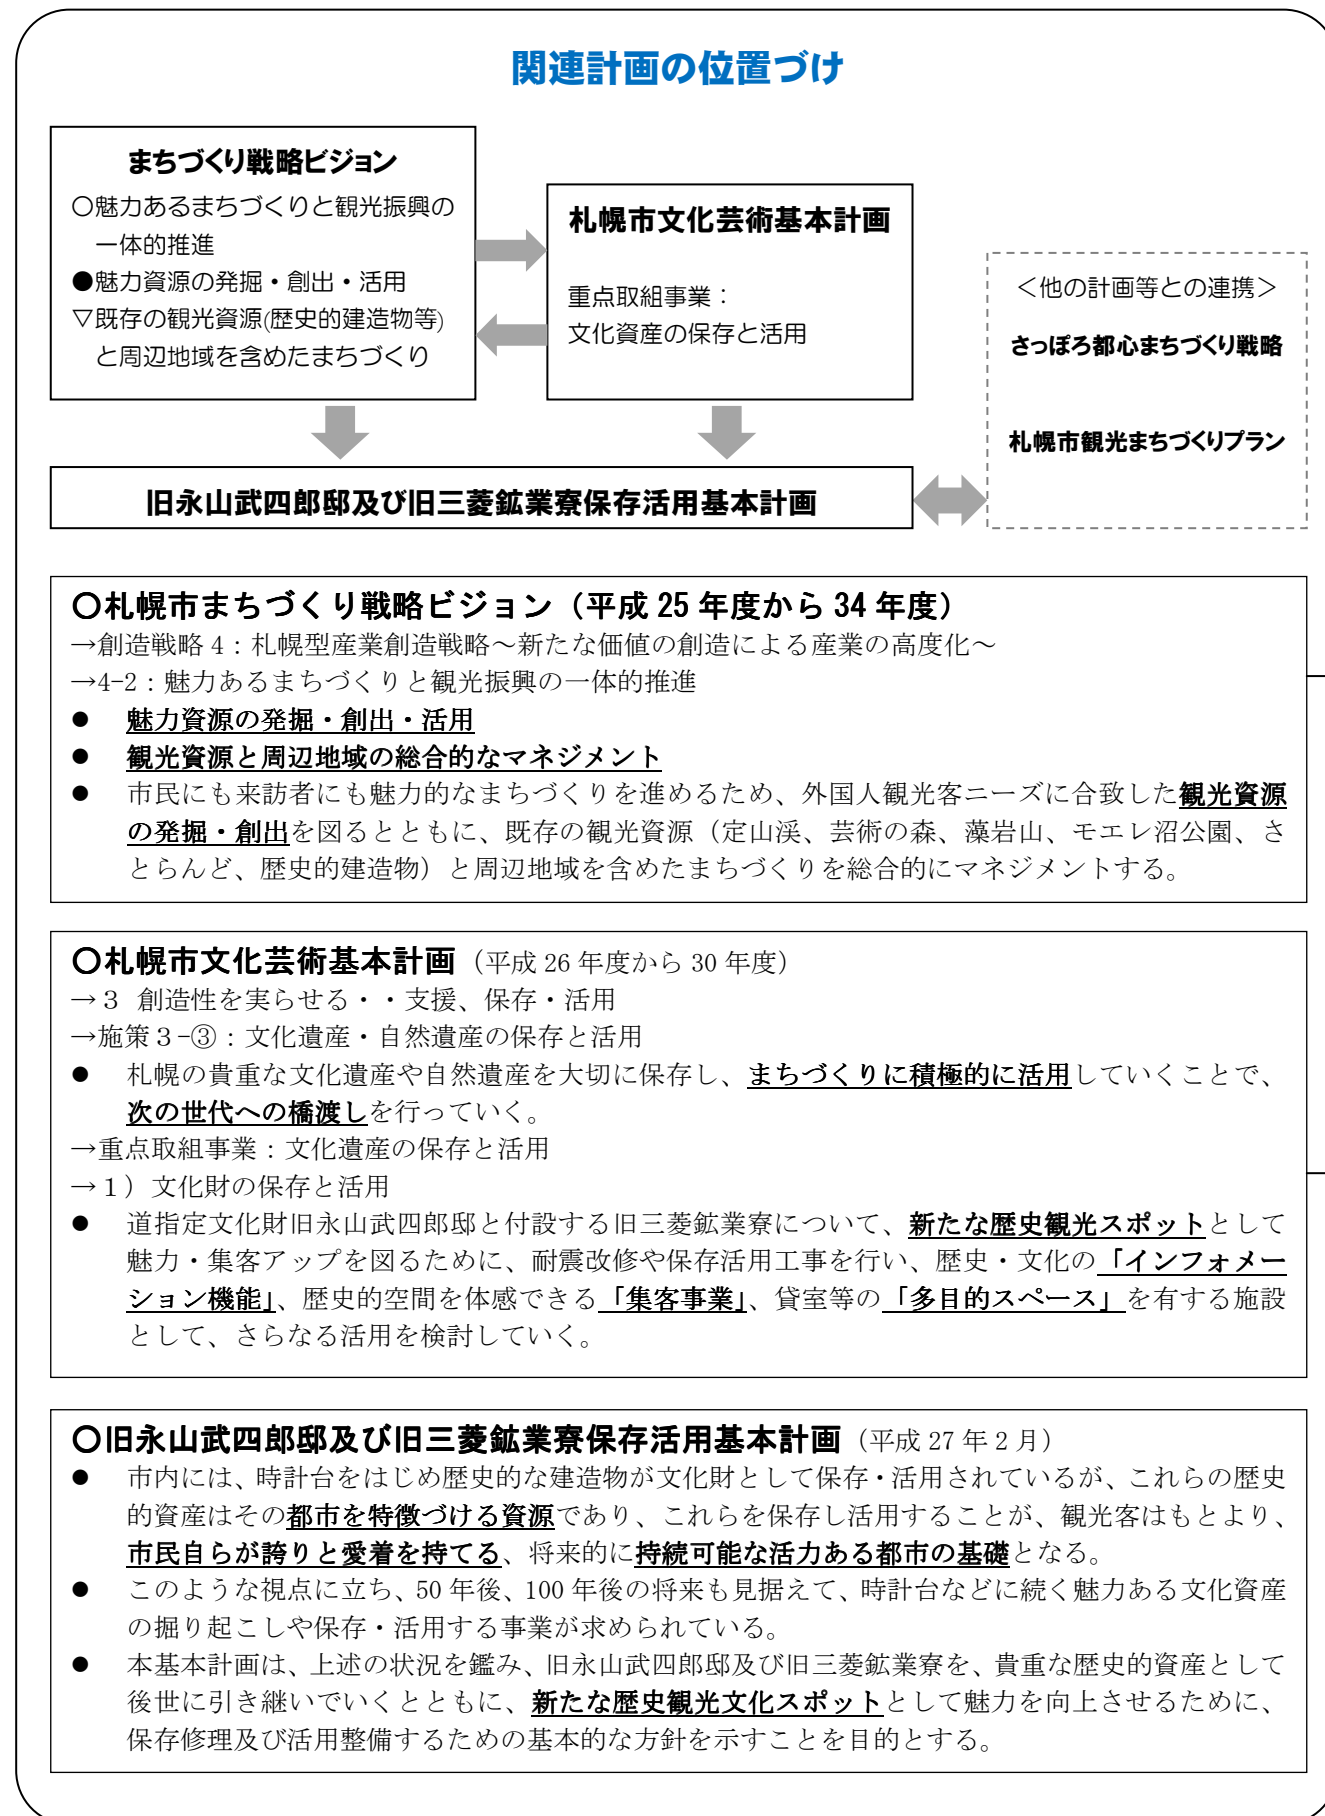 関連計画の位置づけ
まちづくり戦略ビジョン
○魅力あるまちづくりと観光振興の
一体的推進
●魅力資源の発掘・創出・活用
▽既存の観光資源(歴史的建造物等)
と周辺地域を含めたまちづくり
札幌市文化芸術基本計画
重点取組事業：
文化資産の保存と活用
＜他の計画等との連携＞
さっぽろ都心まちづくり戦略
札幌市観光まちづくりプラン
旧永山武四郎邸及び旧三菱鉱業寮保存活用基本計画
○札幌市まちづくり戦略ビジョン（平成 25 年度から 34 年度）
→創造戦略 4：札幌型産業創造戦略～新たな価値の創造による産業の高度化～
→4-2：魅力あるまちづくりと観光振興の一体的推進
● 魅力資源の発掘・創出・活用
● 観光資源と周辺地域の総合的なマネジメント
● 市民にも来訪者にも魅力的なまちづくりを進めるため、外国人観光客ニーズに合致した観光資源
の発掘・創出を図るとともに、既存の観光資源（定山渓、芸術の森、藻岩山、モエレ沼公園、さ
とらんど、歴史的建造物）と周辺地域を含めたまちづくりを総合的にマネジメントする。
○札幌市文化芸術基本計画（平成 26 年度から 30 年度）
→３ 創造性を実らせる・・支援、保存・活用
→施策３-③：文化遺産・自然遺産の保存と活用
● 札幌の貴重な文化遺産や自然遺産を大切に保存し、まちづくりに積極的に活用していくことで、
次の世代への橋渡しを行っていく。
→重点取組事業：文化遺産の保存と活用
→１）文化財の保存と活用
● 道指定文化財旧永山武四郎邸と付設する旧三菱鉱業寮について、新たな歴史観光スポットとして
魅力・集客アップを図るために、耐震改修や保存活用工事を行い、歴史・文化の「インフォメー
ション機能」、歴史的空間を体感できる「集客事業」、貸室等の「多目的スペース」を有する施設
として、さらなる活用を検討していく。
○旧永山武四郎邸及び旧三菱鉱業寮保存活用基本計画（平成 27 年 2 月）
● 市内には、時計台をはじめ歴史的な建造物が文化財として保存・活用されているが、これらの歴史
的資産はその都市を特徴づける資源であり、これらを保存し活用することが、観光客はもとより、
市民自らが誇りと愛着を持てる、将来的に持続可能な活力ある都市の基礎となる。
● このような視点に立ち、50 年後、100 年後の将来も見据えて、時計台などに続く魅力ある文化資産
の掘り起こしや保存・活用する事業が求められている。
● 本基本計画は、上述の状況を鑑み、旧永山武四郎邸及び旧三菱鉱業寮を、貴重な歴史的資産として
後世に引き継いでいくとともに、新たな歴史観光文化スポットとして魅力を向上させるために、
保存修理及び活用整備するための基本的な方針を示すことを目的とする。